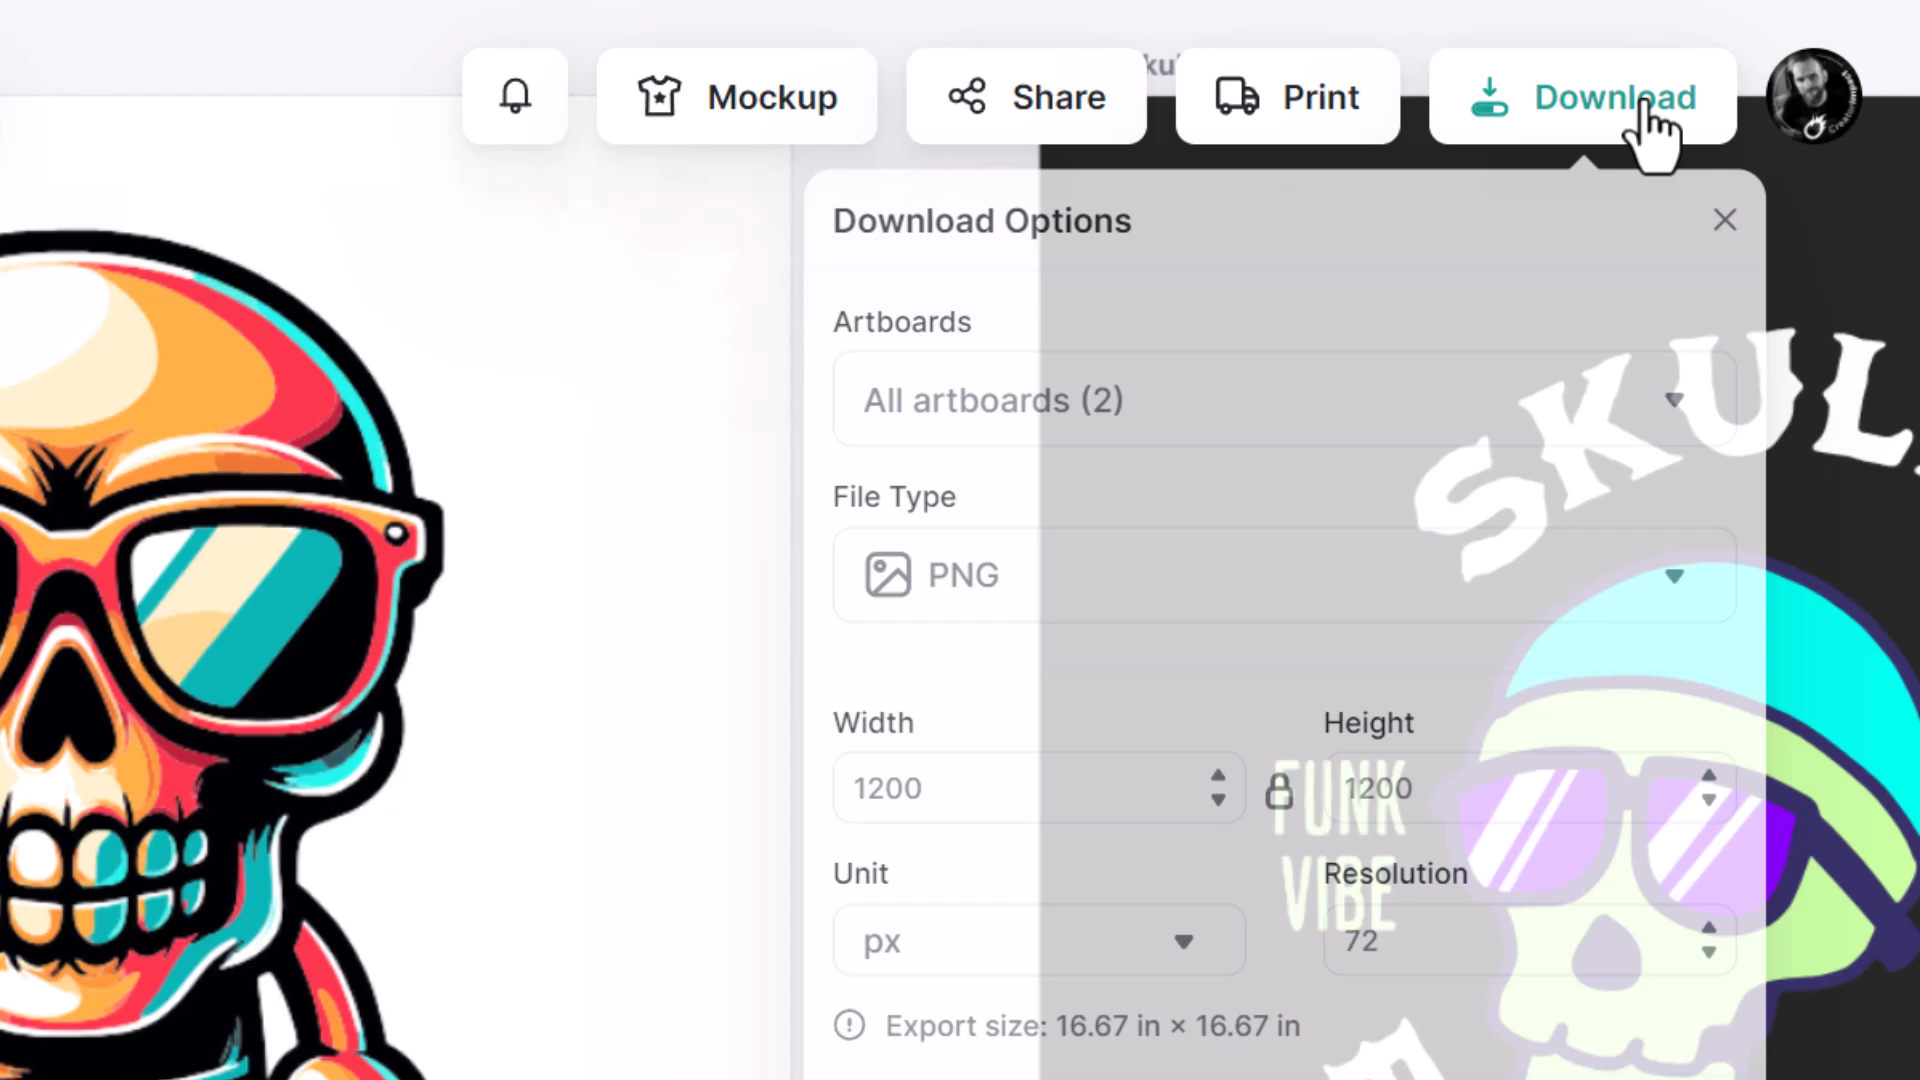 Mockup
Share
Print
Download
Download Options
Artboards
All artboards (2)
File Type
PNG
Width
Height
1200
1200
Unit
Resolution
px
72
Export size: 16.67 in × 16.67 in
SKUL
FUNK
VIBE